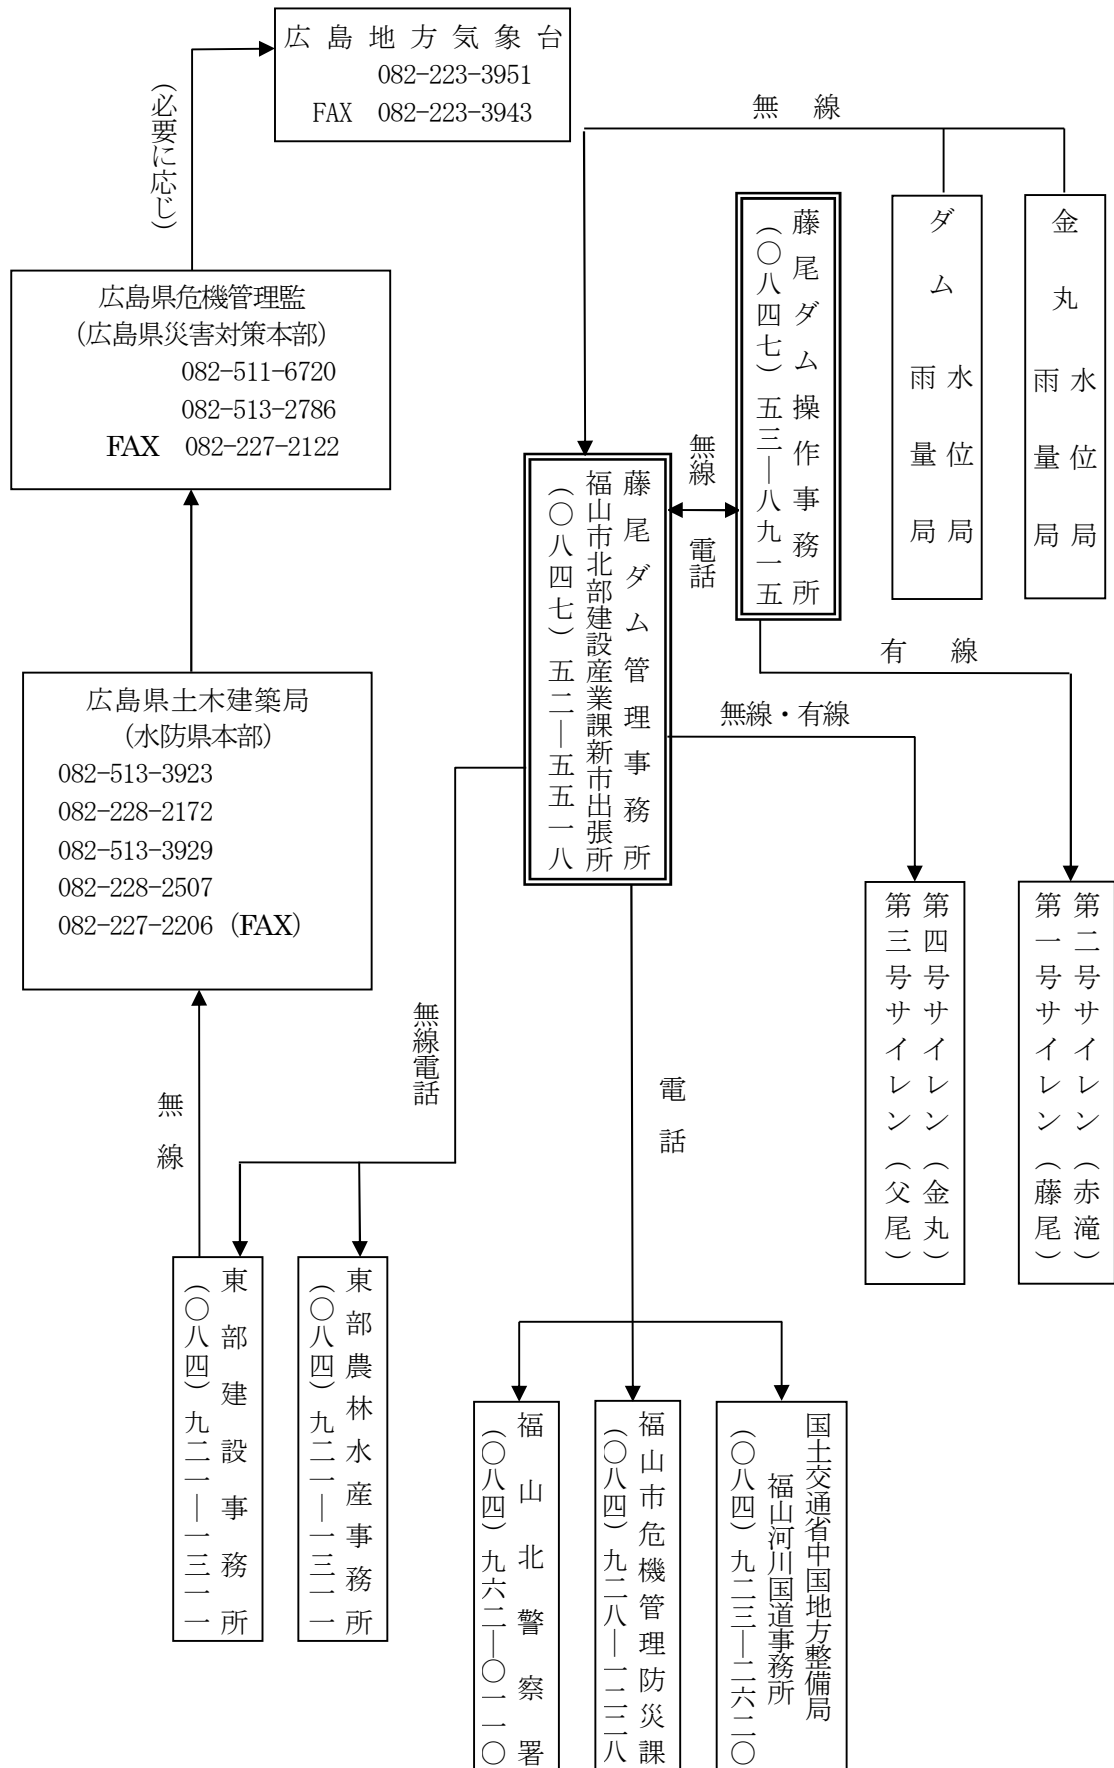 広島地方気象台
082-223-3951
FAX 082-223-3943
(必要に応じ)
無線
金丸
水位局
雨量局
ダム
水位局
雨量局
藤尾ダム操作事務所
(〇八四七)五三―八九一五
広島県危機管理監
(広島県災害対策本部)
082-511-6720
082-513-2786
FAX 082-227-2122
無線
電話
藤尾ダム管理事務所
福山市北部建設産業課新市出張所
(〇八四七)五二―五五一八
有線
無線・有線
広島県土木建築局
(水防県本部)
082-513-3923
082-228-2172
082-513-3929
082-228-2507
082-227-2206 (FAX)
第二号サイレン(赤滝)
第一号サイレン(藤尾)
第四号サイレン(金丸)
第三号サイレン(父尾)
無線電話
電話
無線
東部農林水産事務所
(〇八四)九二一―一三一一
東部建設事務所
(〇八四)九二一―一三一一
国土交通省中国地方整備局
福山河川国道事務所
(〇八四)九二三―二六二〇
福山市危機管理防災課
(〇八四)九二八―一二二八
福山北警察署
(〇八四)九六二―〇一一〇